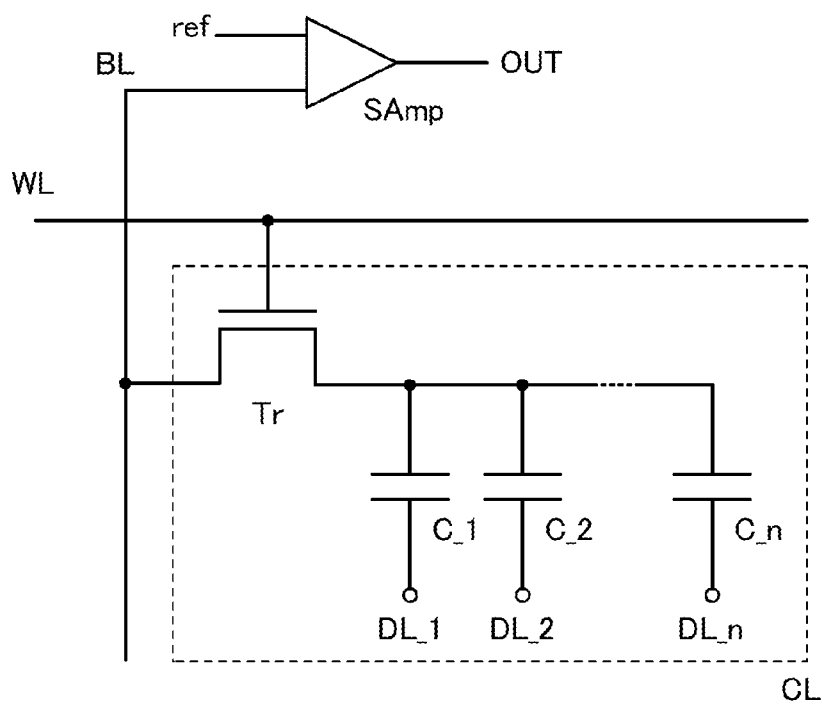 ref
BL
OUT
SAmp
WL
Tr
C_1
C_2
C_n
DL_1
DL_2
DL_n
CL